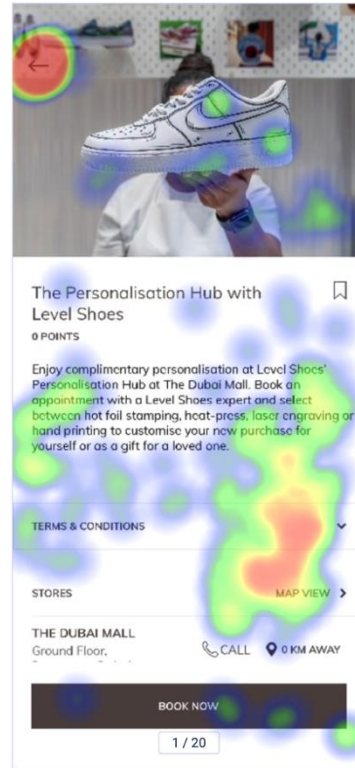 The Personalisation Hub with
Level Shoes
0 POINTS
Enjoy complimentary personalisation at Level Shoes'
Personalisation Hub at The Dubai Mall. Book an
appointment with a Level Shoes expert and select
between hot foil stamping, heat-press, laser engraving or
hand printing to customise your new purchase for
yourself or as a gift for a loved one.
TERMS & CONDITIONS
STORES MAP VIEW
THE DUBAI MALL
Ground Floor, CALL 0 KM AWAY
BOOK NOW
1 / 20